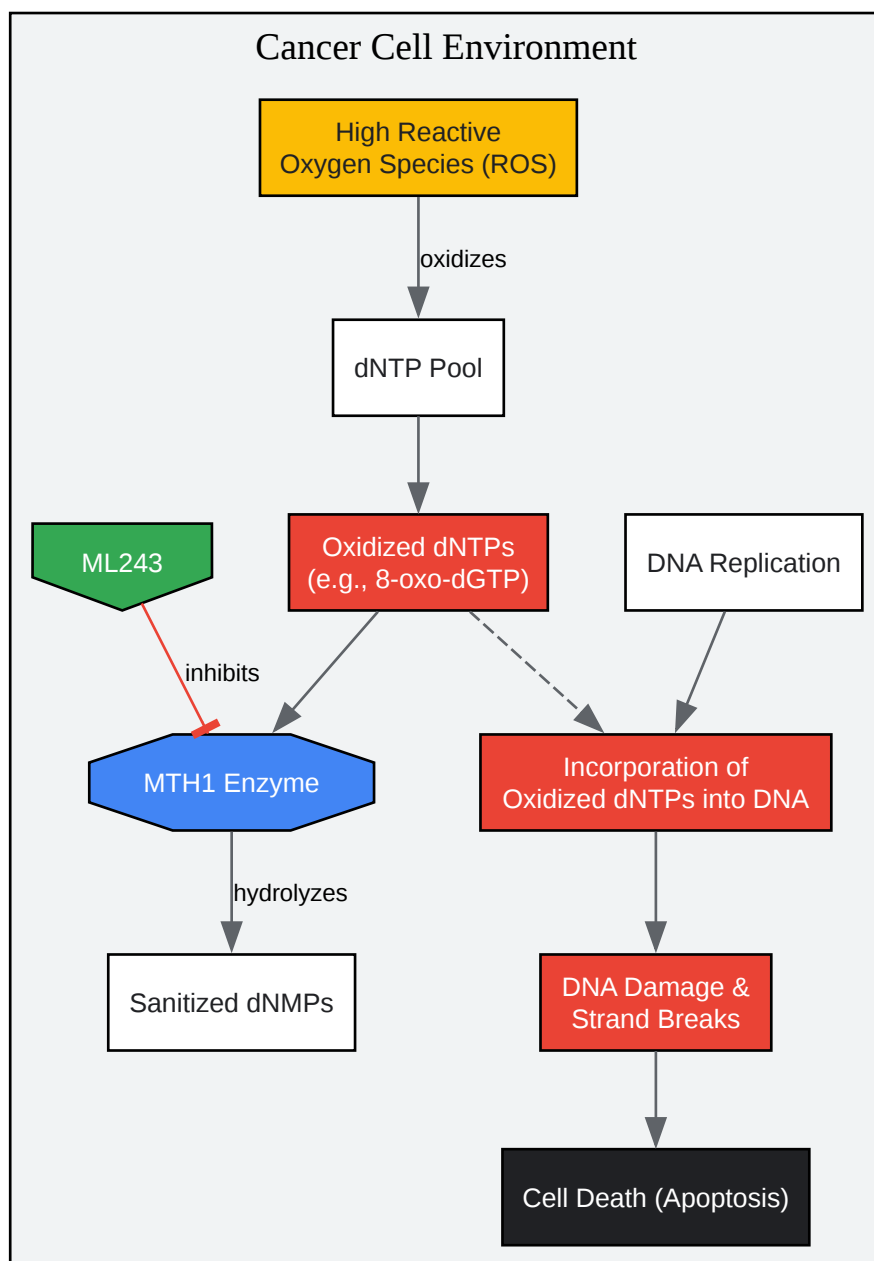 Cancer Cell Environment
High Reactive
Oxygen Species (ROS)
oxidizes
dNTP Pool
ML243
Oxidized dNTPs
(e.g., 8-oxo-dGTP)
DNA Replication
inhibits
MTH1 Enzyme
Incorporation of
Oxidized dNTPs into DNA
hydrolyzes
Sanitized dNMPs
DNA Damage &
Strand Breaks
Cell Death (Apoptosis)